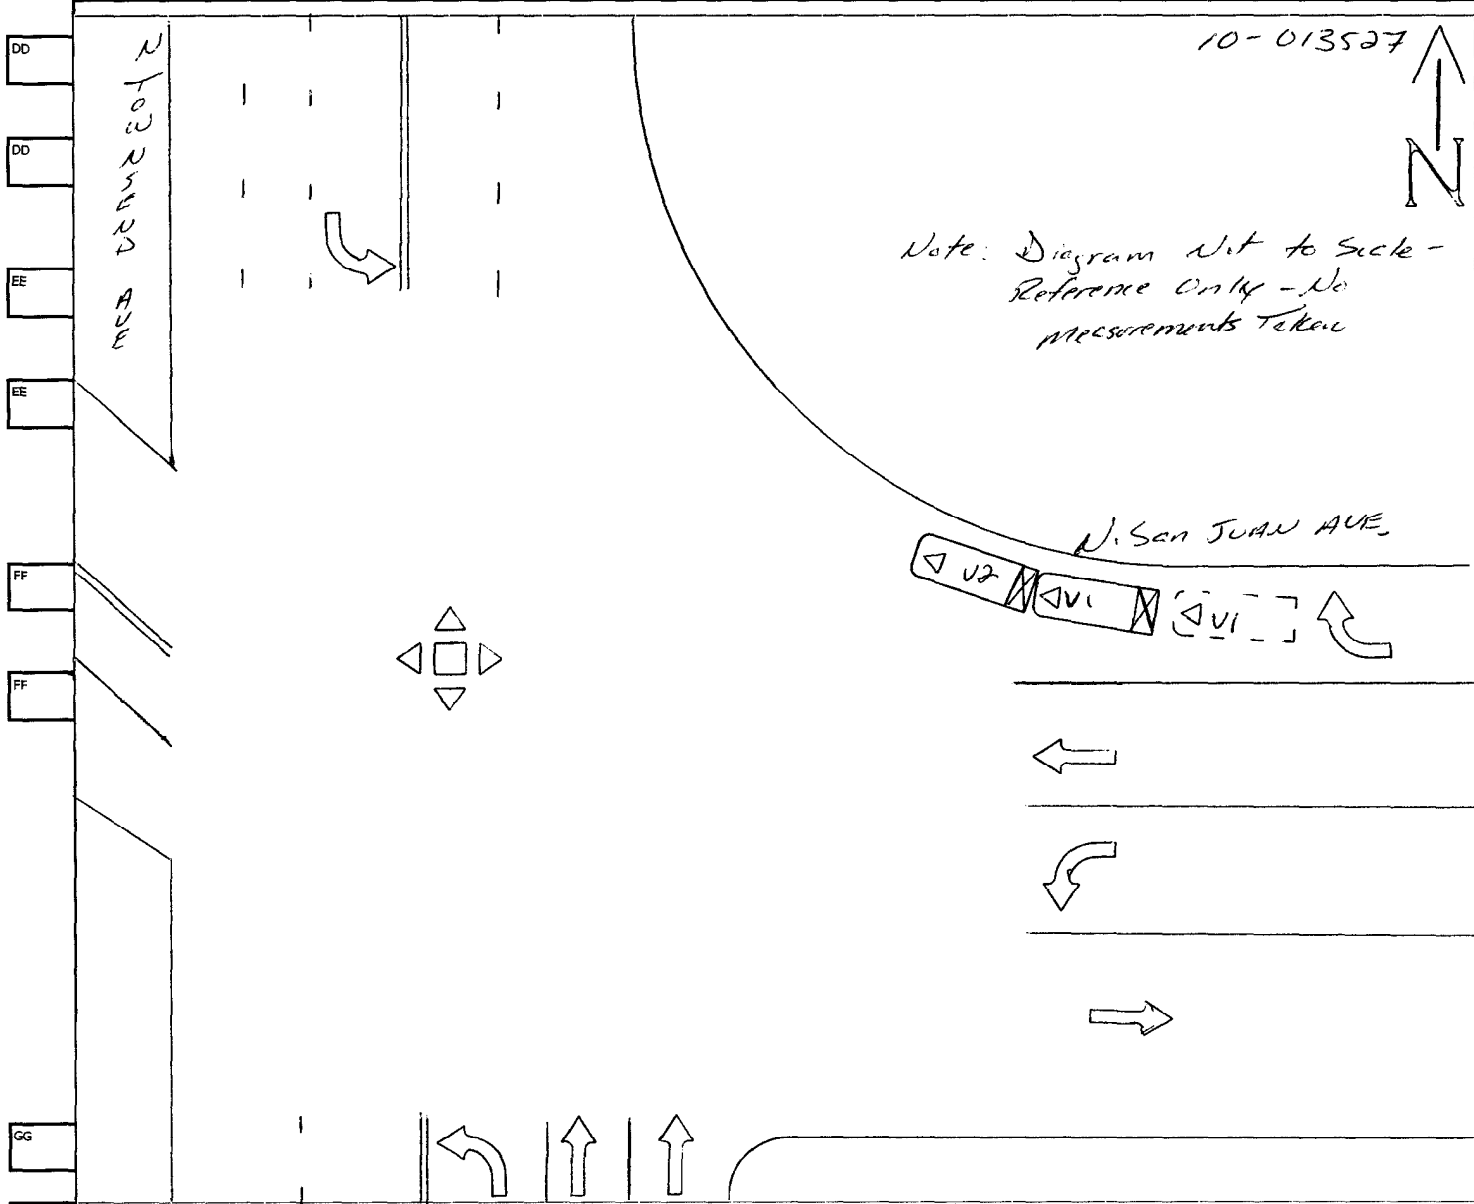 10-013527
DD
DD
EE
EE
FF
FF
GG
N TOWNSEND AVE
N
Note: Diagram Not to Scale -
Reference Only - No
measurements Taken
N. San JUAN AVE.
V2
V1
V1